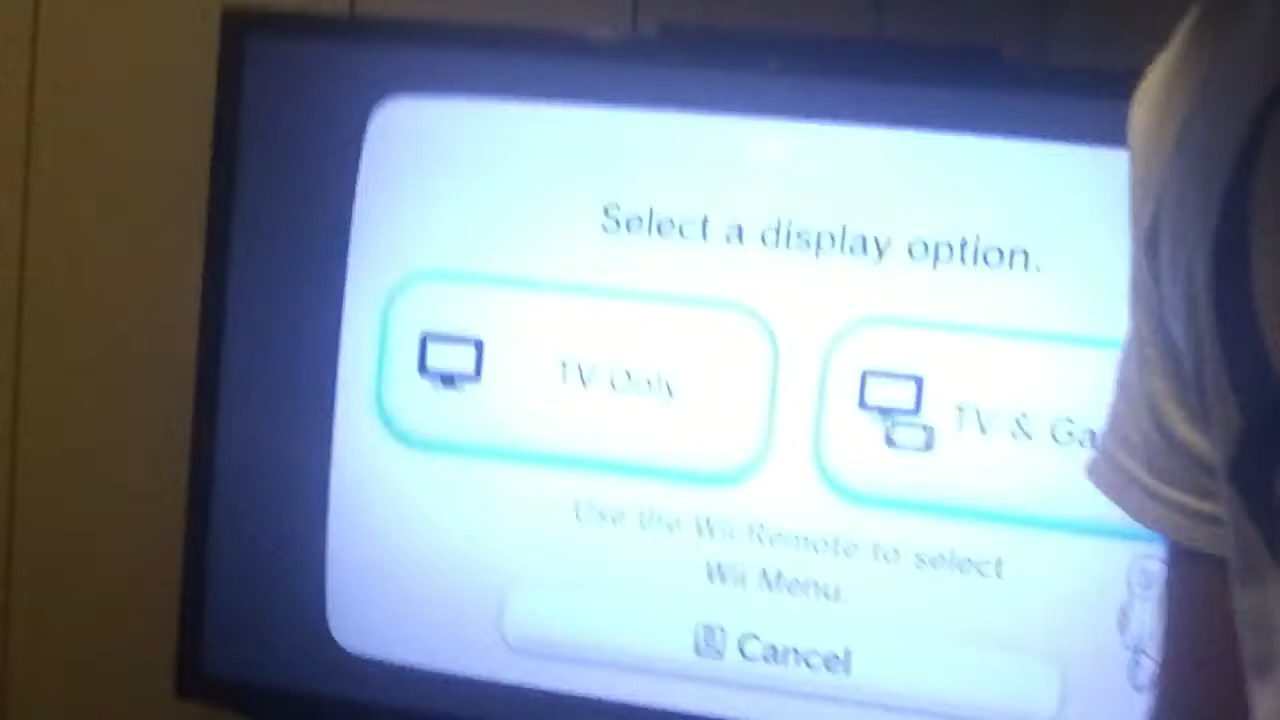 Select a display option.
TV Only
TV & Ga
Use the Wii Remote to select
Wii Menu.
Cancel